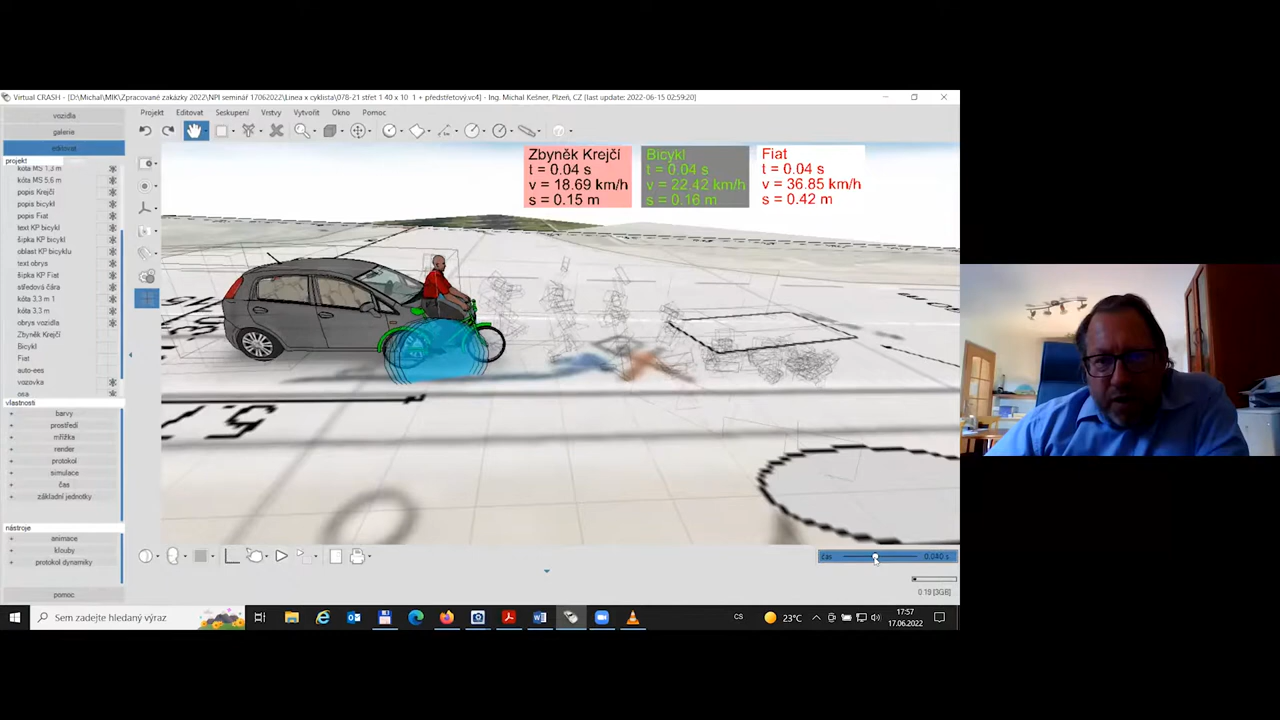 Virtual CRASH - [D:\Michal\MIK\Zpracované zakázky 2022\NPI seminář 17062022\Linea x cyklista\078-21 střet 1 40 x 10 1 + předstřetový.vc4] - Ing. Michal Kešner, Plzeň, CZ [last update: 2022-06-15 02:59:20]
vozidla
Projekt Editovat Seskupení Vrstvy Vytvořit Okno Pomoc
galerie
editovat
projekt
kóta MS 1.3 m
kóta MS 5.6 m
popis Krejčí
popis bicykl
popis Fiat
text KP bicykl
šipka KP bicykl
oblast KP bicyklu
text obrys
šipka KP Fiat
středová čára
kóta 3.3 m 1
kóta 3.3 m
obrys vozidla
Zbyněk Krejčí
Bicykl
Fiat
auto-ees
vozovka
osa
vlastnosti
barvy
prostředí
mřížka
render
protokol
simulace
čas
základní jednotky
nástroje
animace
klouby
protokol dynamiky
pomoc
Zbyněk Krejčí
t = 0.04 s
v = 18.69 km/h
s = 0.15 m
Bicykl
t = 0.04 s
v = 22.42 km/h
s = 0.16 m
Fiat
t = 0.04 s
v = 36.85 km/h
s = 0.42 m
čas 0.040 s
0.19 [3GB]
Sem zadejte hledaný výraz
CS
23°C
17:57
17.06.2022